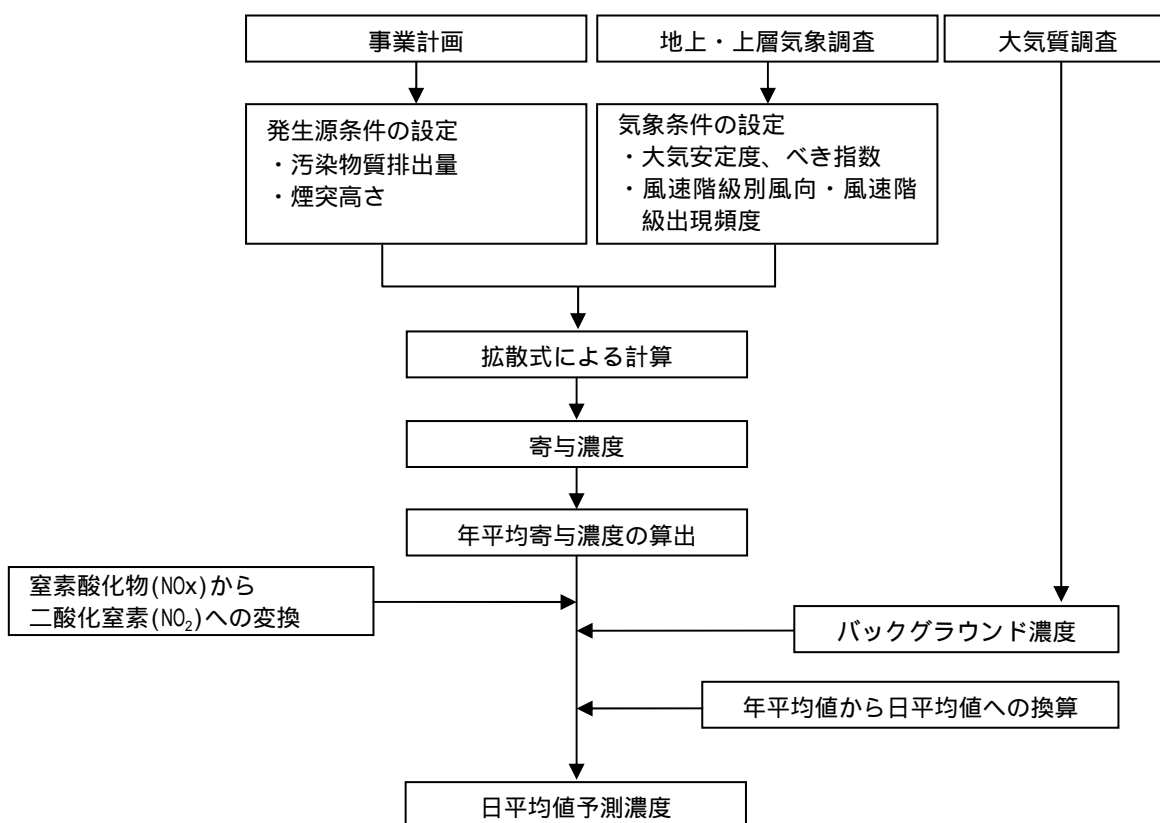 事業計画
地上・上層気象調査
大気質調査
発生源条件の設定
・汚染物質排出量
・煙突高さ
気象条件の設定
・大気安定度、べき指数
・風速階級別風向・風速階
級出現頻度
拡散式による計算
寄与濃度
年平均寄与濃度の算出
窒素酸化物(NOx)から
二酸化窒素(NO₂)への変換
バックグラウンド濃度
年平均値から日平均値への換算
日平均値予測濃度